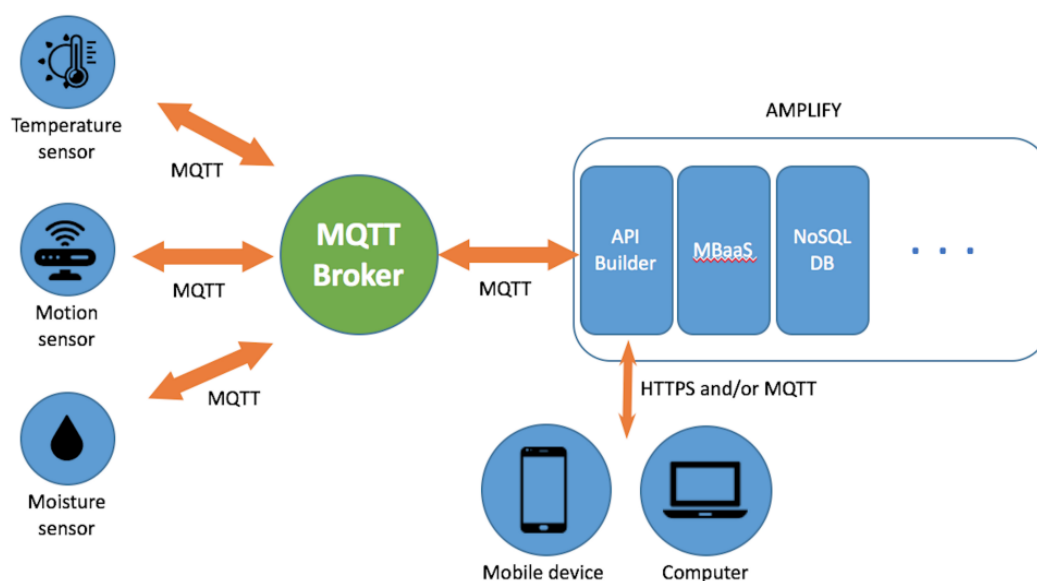 Temperature
sensor
MQTT
Motion
sensor
MQTT
Moisture
sensor
MQTT
MQTT
Broker
MQTT
AMPLIFY
API
Builder
MBaaS
NoSQL
DB
. . .
HTTPS and/or MQTT
Mobile device
Computer